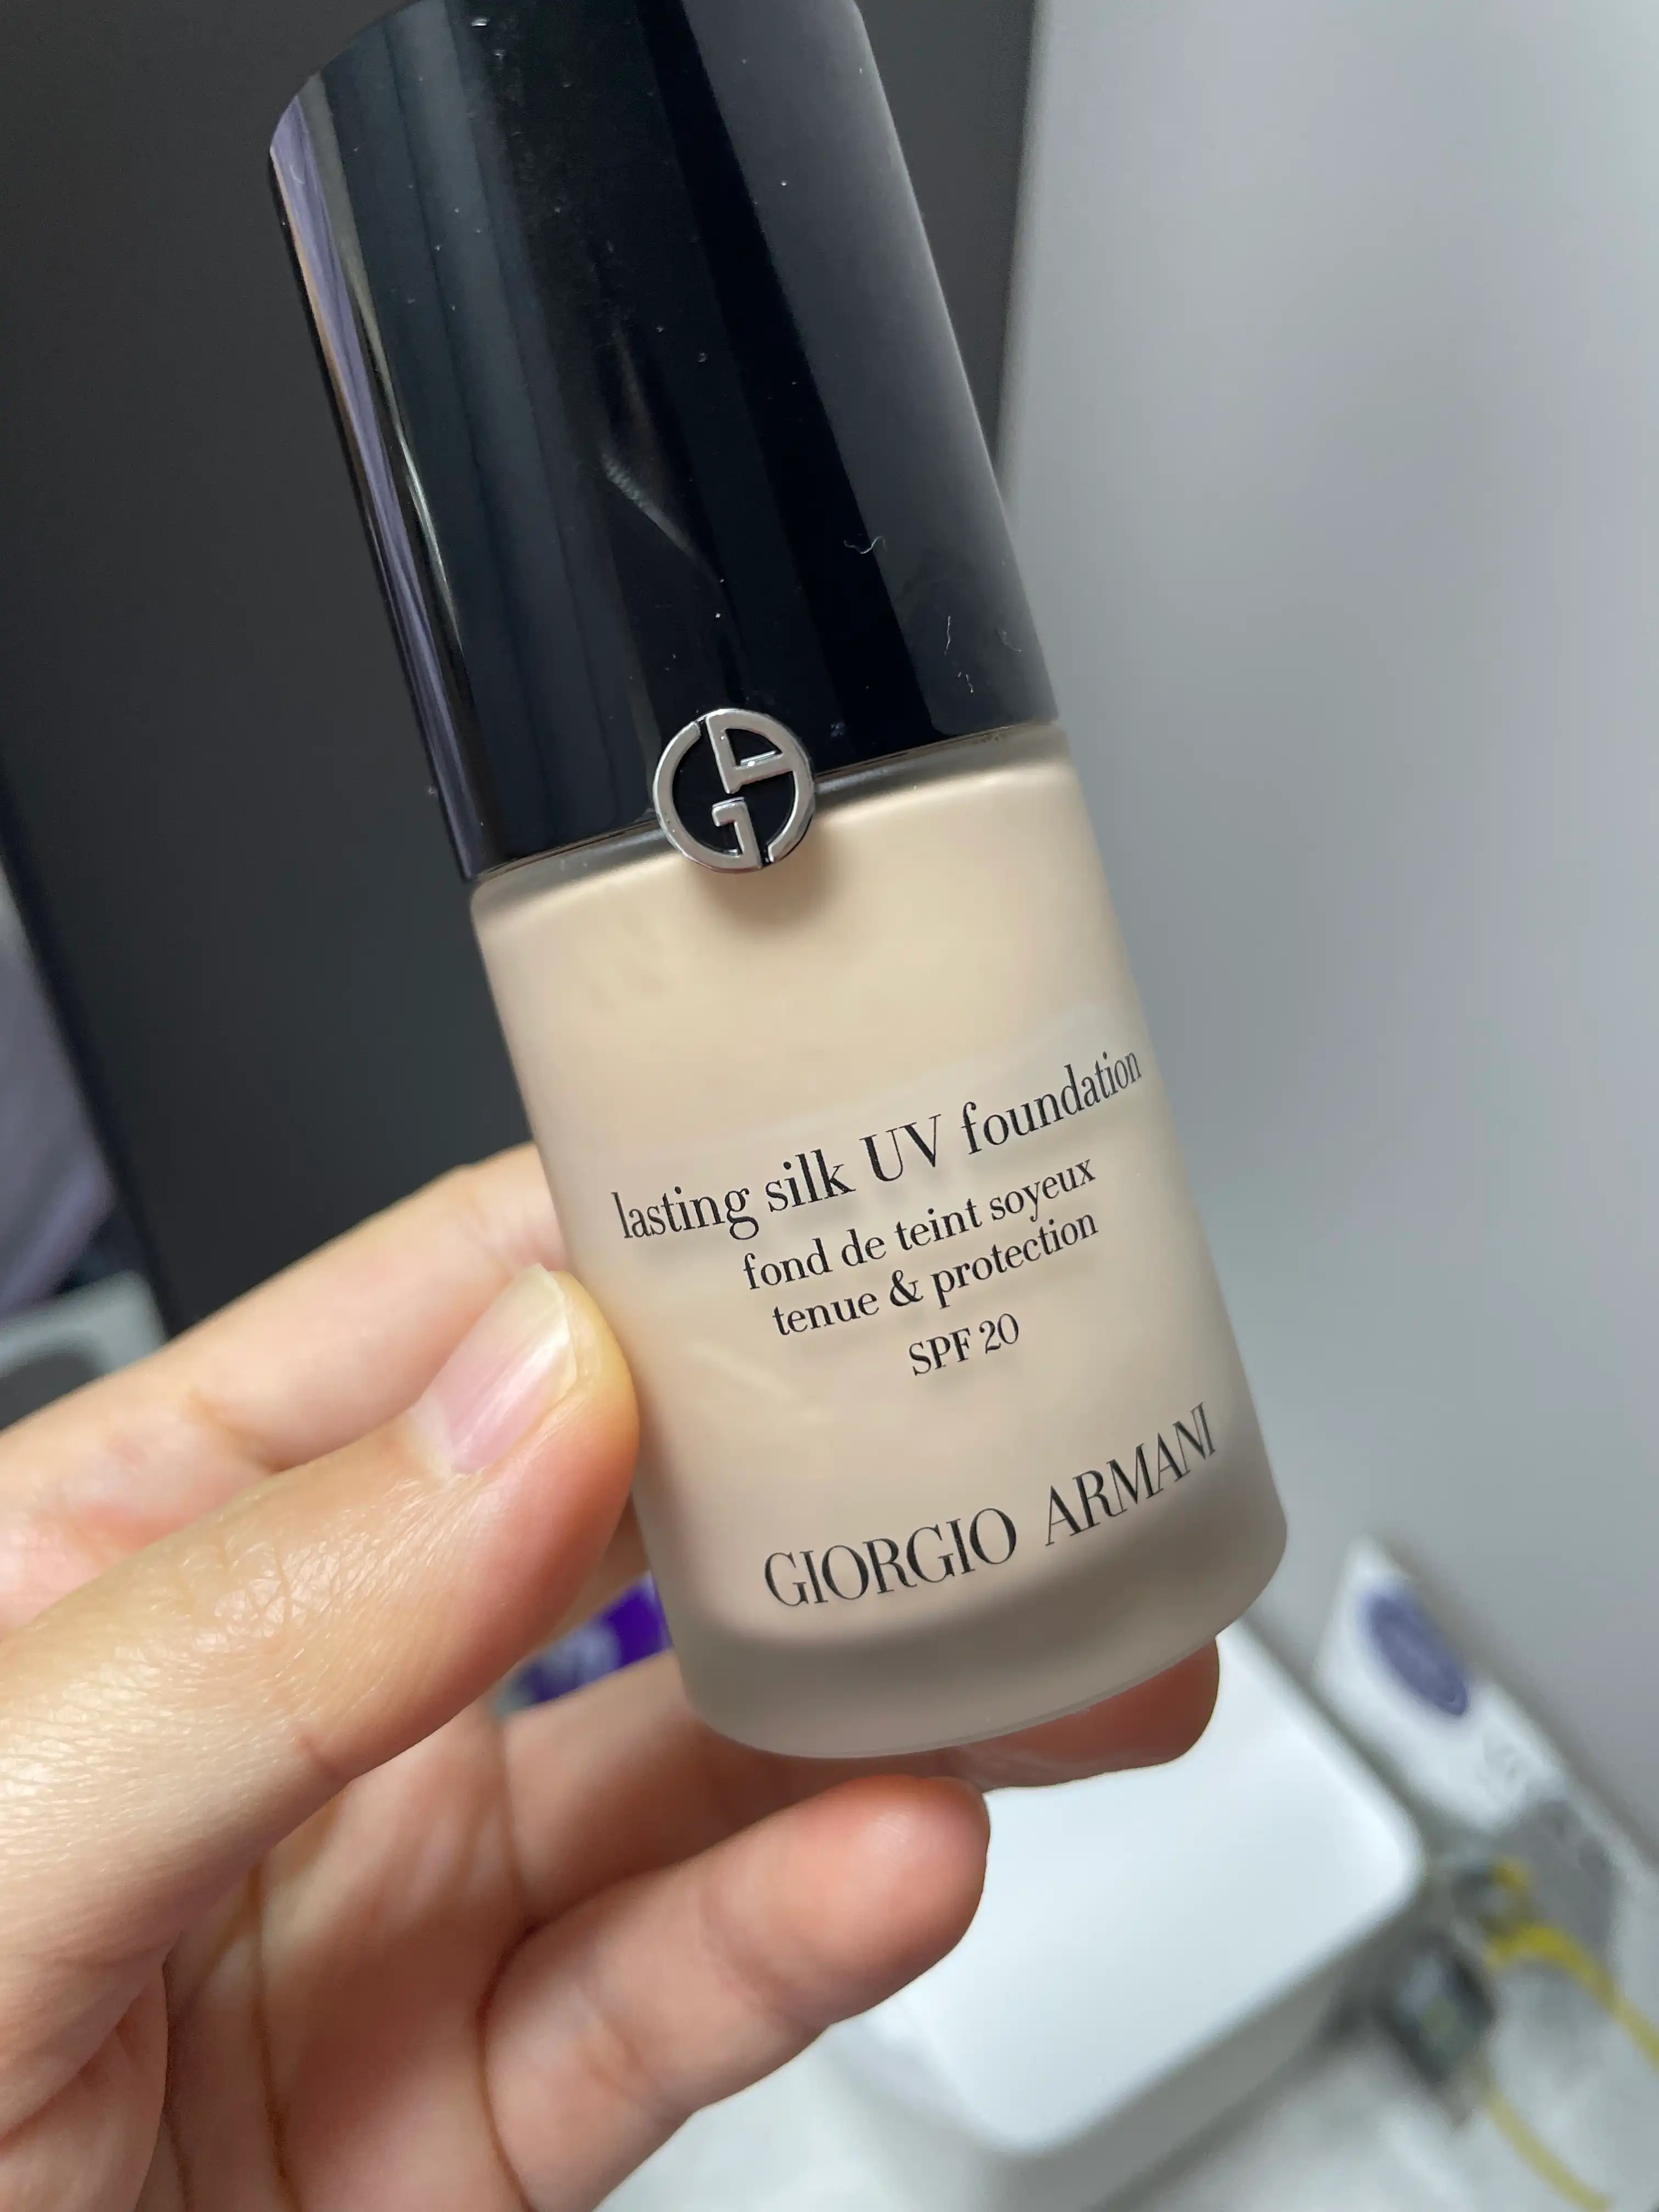 lasting silk UV foundation
fond de teint soyeux
tenue & protection
SPF 20
GIORGIO ARMANI